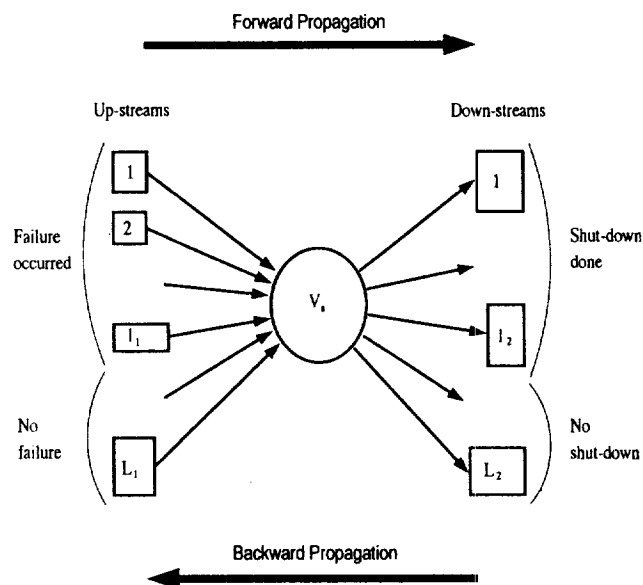 Forward Propagation
Up-streams
Down-streams
1
1
2
Failure
occurred
Shut-down
done
Vₐ
I₁
I₂
No
failure
No
shut-down
L₁
L₂
Backward Propagation